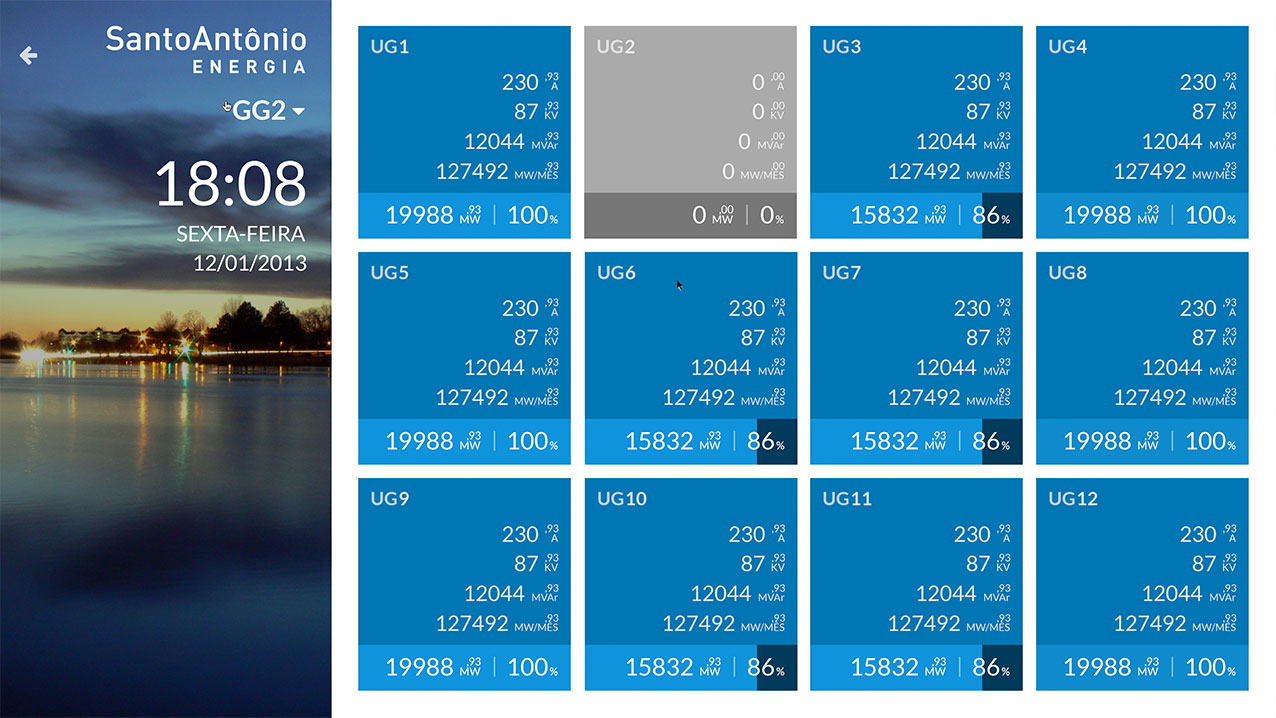 SantoAntônio
ENERGIA
GG2
18:08
SEXTA-FEIRA
12/01/2013
UG1
230 ,93 A
87 ,93 KV
12044 ,93 MVAr
127492 ,93 MW/MÊS
19988 ,93 MW | 100%
UG2
0 ,00 A
0 ,00 KV
0 ,00 MVAr
0 ,00 MW/MÊS
0 ,00 MW | 0%
UG3
230 ,93 A
87 ,93 KV
12044 ,93 MVAr
127492 ,93 MW/MÊS
15832 ,93 MW | 86%
UG4
230 ,93 A
87 ,93 KV
12044 ,93 MVAr
127492 ,93 MW/MÊS
19988 ,93 MW | 100%
UG5
230 ,93 A
87 ,93 KV
12044 ,93 MVAr
127492 ,93 MW/MÊS
19988 ,93 MW | 100%
UG6
230 ,93 A
87 ,93 KV
12044 ,93 MVAr
127492 ,93 MW/MÊS
15832 ,93 MW | 86%
UG7
230 ,93 A
87 ,93 KV
12044 ,93 MVAr
127492 ,93 MW/MÊS
15832 ,93 MW | 86%
UG8
230 ,93 A
87 ,93 KV
12044 ,93 MVAr
127492 ,93 MW/MÊS
19988 ,93 MW | 100%
UG9
230 ,93 A
87 ,93 KV
12044 ,93 MVAr
127492 ,93 MW/MÊS
19988 ,93 MW | 100%
UG10
230 ,93 A
87 ,93 KV
12044 ,93 MVAr
127492 ,93 MW/MÊS
15832 ,93 MW | 86%
UG11
230 ,93 A
87 ,93 KV
12044 ,93 MVAr
127492 ,93 MW/MÊS
15832 ,93 MW | 86%
UG12
230 ,93 A
87 ,93 KV
12044 ,93 MVAr
127492 ,93 MW/MÊS
19988 ,93 MW | 100%